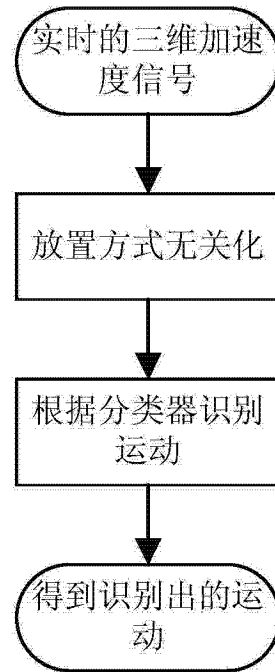 实时的三维加速
度信号
放置方式无关化
根据分类器识别
运动
得到识别出的运
动